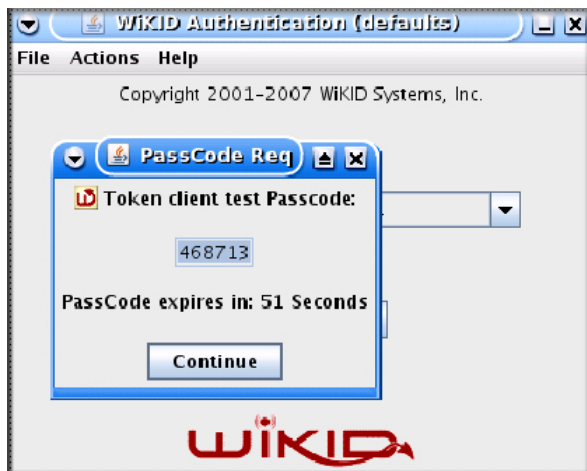 WiKID Authentication (defaults)
File Actions Help
Copyright 2001-2007 WiKID Systems, Inc.
PassCode Req
Token client test Passcode:
468713
PassCode expires in: 51 Seconds
Continue
WiKID